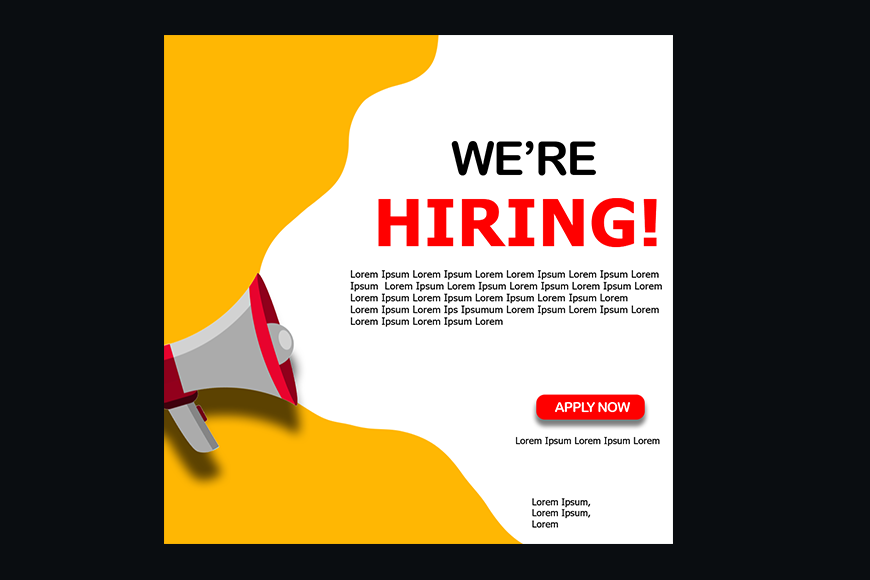 WE’RE
HIRING!
Lorem Ipsum Lorem Ipsum Lorem Lorem Ipsum Lorem Ipsum Lorem
Ipsum  Lorem Ipsum Lorem Ipsum Lorem Ipsum Lorem Ipsum Lorem
Lorem Ipsum Lorem Ipsum Lorem Ipsum Lorem Ipsum Lorem
Lorem Ipsum Lorem Ips Ipsumum Lorem Ipsum Lorem Ipsum Lorem
Lorem Ipsum Lorem Ipsum Lorem
APPLY NOW
Lorem Ipsum Lorem Ipsum Lorem
Lorem Ipsum,
Lorem Ipsum,
Lorem